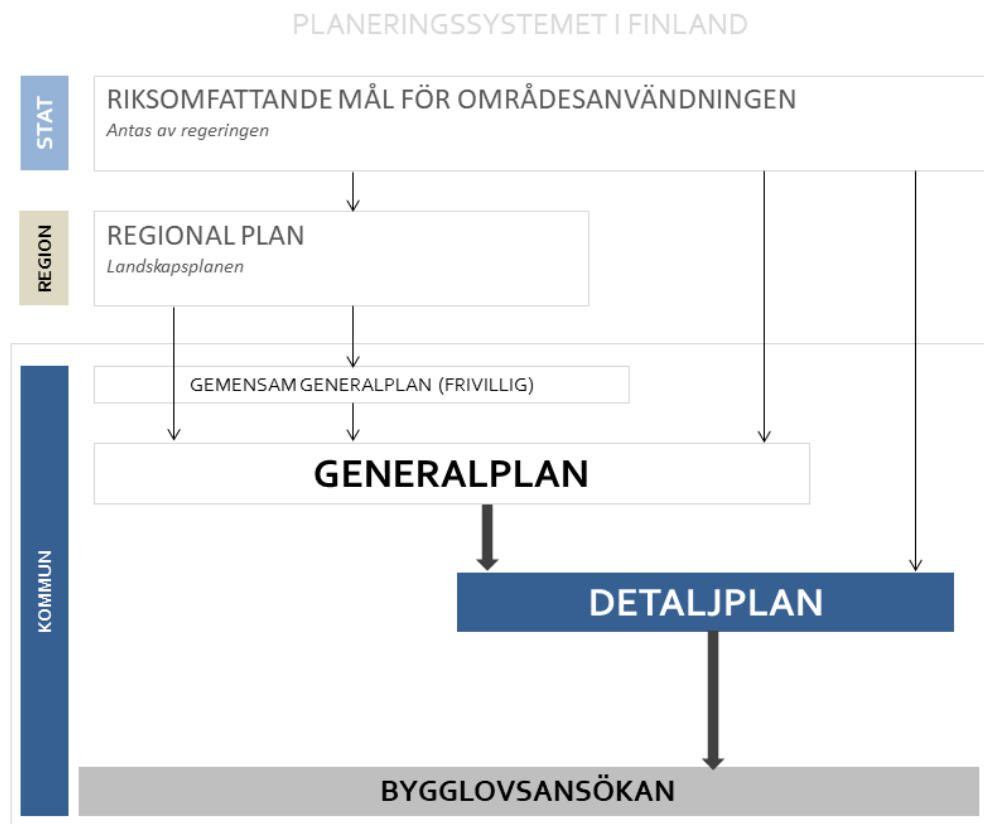 PLANERINGSSYSTEMET I FINLAND
STAT
RIKSOMFATTANDE MÅL FÖR OMRÅDESANVÄNDNINGEN
Antas av regeringen
REGION
REGIONAL PLAN
Landskapsplanen
KOMMUN
GEMENSAM GENERALPLAN (FRIVILLIG)
GENERALPLAN
DETALJPLAN
BYGGLOVSANSÖKAN